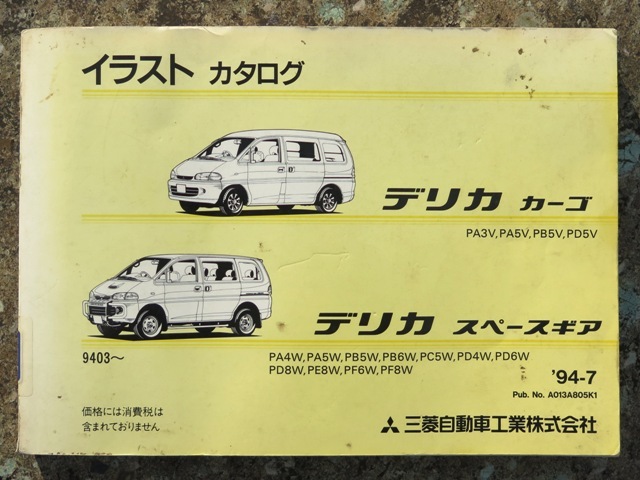 イラスト カタログ
デリカ カーゴ
PA3V,PA5V,PB5V,PD5V
デリカ スペースギア
9403〜
PA4W,PA5W,PB5W,PB6W,PC5W,PD4W,PD6W
PD8W,PE8W,PF6W,PF8W
'94-7
Pub. No. A013A805K1
価格には消費税は
含まれておりません
三菱自動車工業株式会社